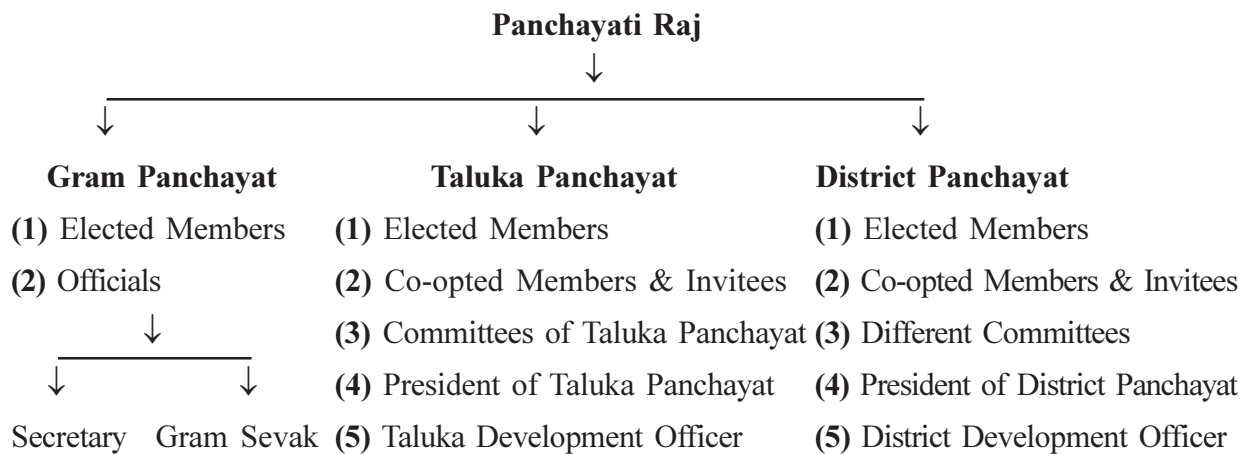 Panchayati Raj
Gram Panchayat
(1) Elected Members
(2) Officials
Secretary Gram Sevak
Taluka Panchayat
(1) Elected Members
(2) Co-opted Members & Invitees
(3) Committees of Taluka Panchayat
(4) President of Taluka Panchayat
(5) Taluka Development Officer
District Panchayat
(1) Elected Members
(2) Co-opted Members & Invitees
(3) Different Committees
(4) President of District Panchayat
(5) District Development Officer